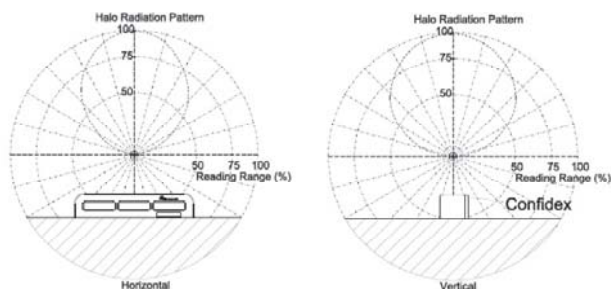 Halo Radiation Pattern
100
75
50
50
75
100
Reading Range (%)
Horizontal
Halo Radiation Pattern
100
75
50
50
75
100
Reading Range (%)
Confidex
Vertical